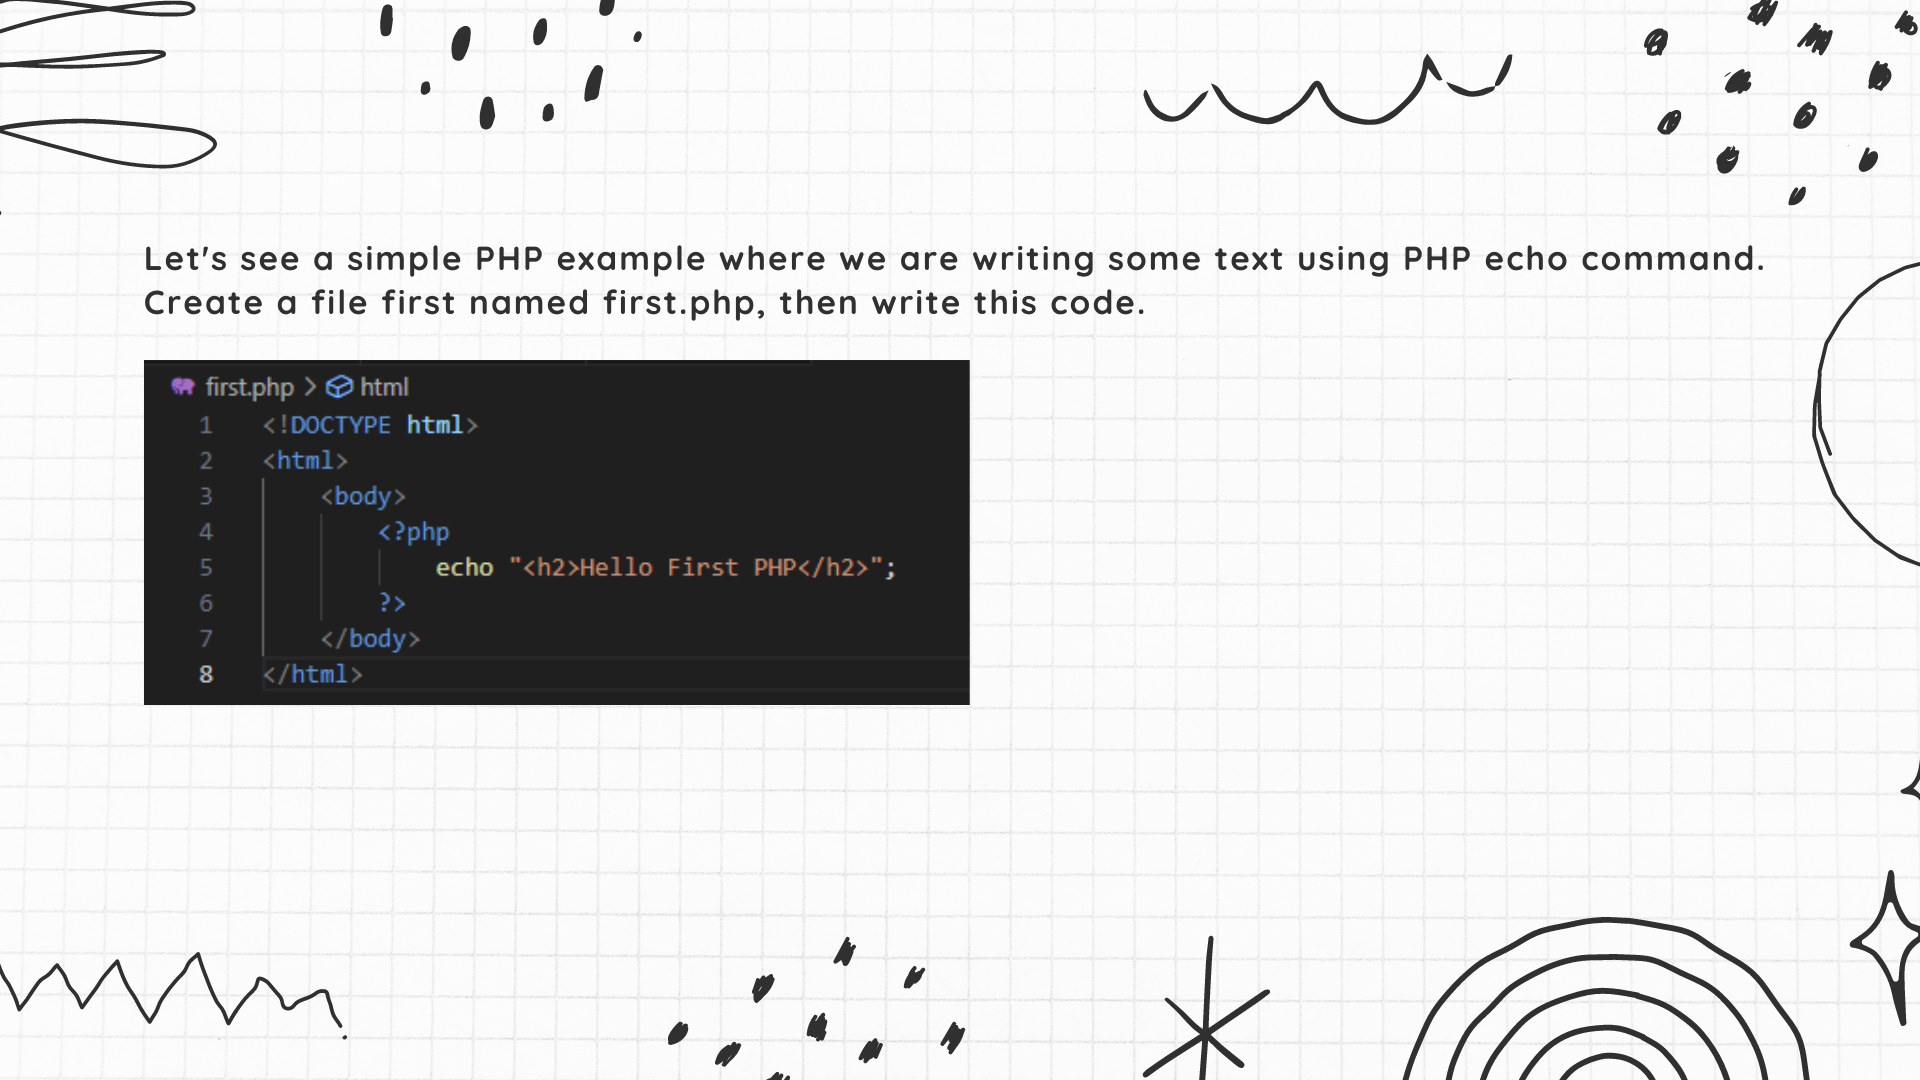 Let's see a simple PHP example where we are writing some text using PHP echo command.
Create a file first named first.php, then write this code.
first.php > html
1 <!DOCTYPE html>
2 <html>
3     <body>
4         <?php
5             echo "<h2>Hello First PHP</h2>";
6         ?>
7     </body>
8 </html>